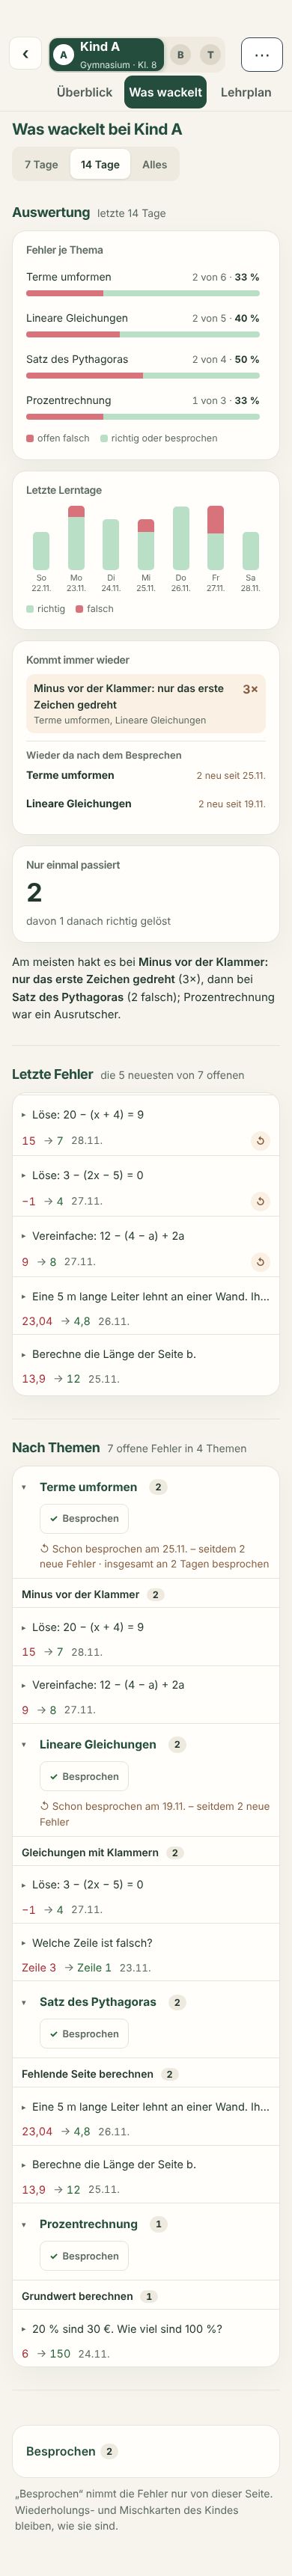 ‹
A Kind A
Gymnasium · Kl. 8
B
T
…
Überblick
Was wackelt
Lehrplan
Was wackelt bei Kind A
7 Tage
14 Tage
Alles
Auswertung letzte 14 Tage
Fehler je Thema
Terme umformen 2 von 6 · 33 %
Lineare Gleichungen 2 von 5 · 40 %
Satz des Pythagoras 2 von 4 · 50 %
Prozentrechnung 1 von 3 · 33 %
offen falsch richtig oder besprochen
Letzte Lerntage
So Mo Di Mi Do Fr Sa
22.11. 23.11. 24.11. 25.11. 26.11. 27.11. 28.11.
richtig falsch
Kommt immer wieder
Minus vor der Klammer: nur das erste 3×
Zeichen gedreht
Terme umformen, Lineare Gleichungen
Wieder da nach dem Besprechen
Terme umformen 2 neu seit 25.11.
Lineare Gleichungen 2 neu seit 19.11.
Nur einmal passiert
2
davon 1 danach richtig gelöst
Am meisten hakt es bei Minus vor der Klammer:
nur das erste Zeichen gedreht (3×), dann bei
Satz des Pythagoras (2 falsch); Prozentrechnung
war ein Ausrutscher.
Letzte Fehler die 5 neuesten von 7 offenen
▸ Löse: 20 − (x + 4) = 9
15 → 7 28.11. ↺
▸ Löse: 3 − (2x − 5) = 0
−1 → 4 27.11. ↺
▸ Vereinfache: 12 − (4 − a) + 2a
9 → 8 27.11. ↺
▸ Eine 5 m lange Leiter lehnt an einer Wand. Ih...
23,04 → 4,8 26.11.
▸ Berechne die Länge der Seite b.
13,9 → 12 25.11.
Nach Themen 7 offene Fehler in 4 Themen
▾ Terme umformen 2
✓ Besprochen
↺ Schon besprochen am 25.11. – seitdem 2
neue Fehler · insgesamt an 2 Tagen besprochen
Minus vor der Klammer 2
▸ Löse: 20 − (x + 4) = 9
15 → 7 28.11.
▸ Vereinfache: 12 − (4 − a) + 2a
9 → 8 27.11.
▾ Lineare Gleichungen 2
✓ Besprochen
↺ Schon besprochen am 19.11. – seitdem 2 neue
Fehler
Gleichungen mit Klammern 2
▸ Löse: 3 − (2x − 5) = 0
−1 → 4 27.11.
▸ Welche Zeile ist falsch?
Zeile 3 → Zeile 1 23.11.
▾ Satz des Pythagoras 2
✓ Besprochen
Fehlende Seite berechnen 2
▸ Eine 5 m lange Leiter lehnt an einer Wand. Ih...
23,04 → 4,8 26.11.
▸ Berechne die Länge der Seite b.
13,9 → 12 25.11.
▾ Prozentrechnung 1
✓ Besprochen
Grundwert berechnen 1
▸ 20 % sind 30 €. Wie viel sind 100 %?
6 → 150 24.11.
Besprochen 2
„Besprochen“ nimmt die Fehler nur von dieser Seite.
Wiederholungs- und Mischkarten des Kindes
bleiben, wie sie sind.